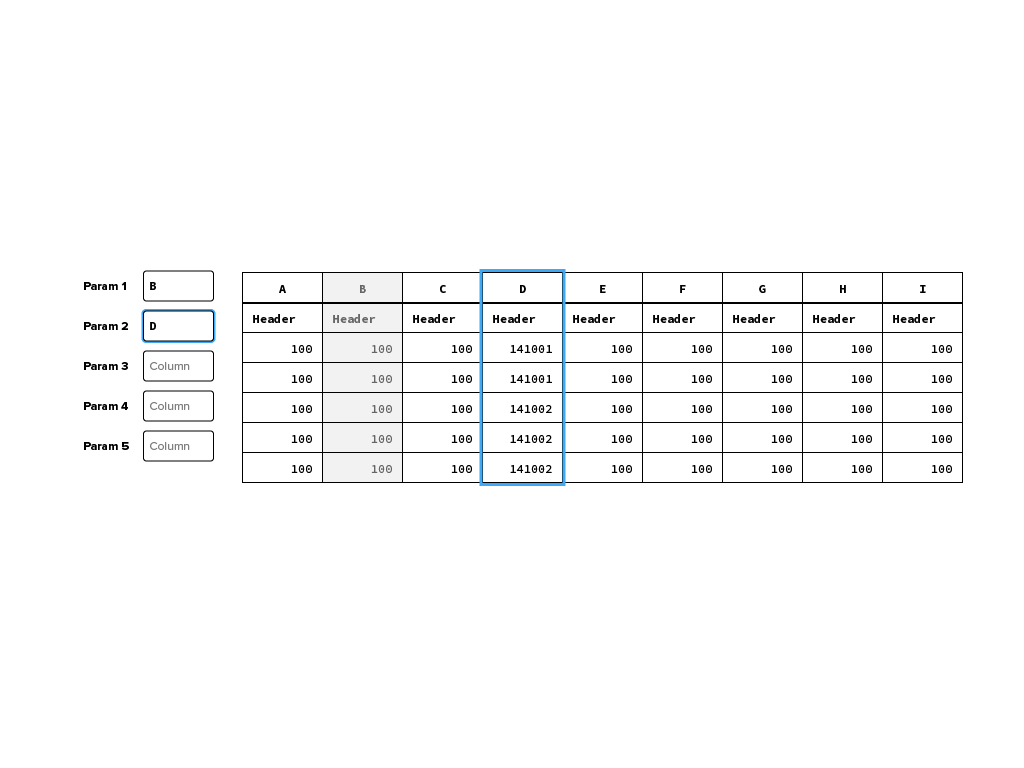 Param 1 B
Param 2 D
Param 3 Column
Param 4 Column
Param 5 Column
A B C D E F G H I
Header Header Header Header Header Header Header Header Header
100 100 100 141001 100 100 100 100 100
100 100 100 141001 100 100 100 100 100
100 100 100 141002 100 100 100 100 100
100 100 100 141002 100 100 100 100 100
100 100 100 141002 100 100 100 100 100